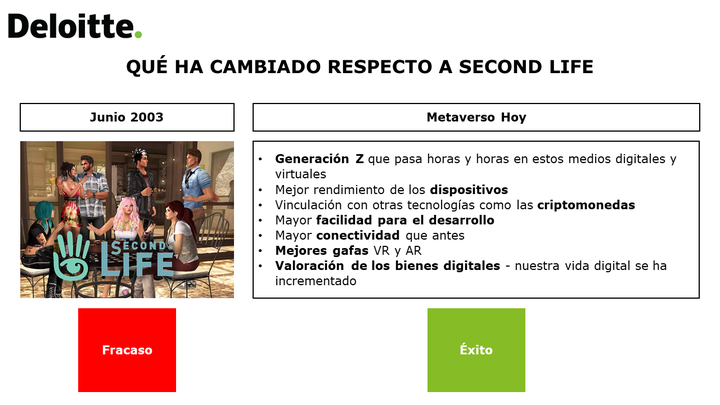 Deloitte.
QUÉ HA CAMBIADO RESPECTO A SECOND LIFE
Junio 2003
Metaverso Hoy
SECOND
LIFE
• Generación Z que pasa horas y horas en estos medios digitales y
virtuales
• Mejor rendimiento de los dispositivos
• Vinculación con otras tecnologías como las criptomonedas
• Mayor facilidad para el desarrollo
• Mayor conectividad que antes
• Mejores gafas VR y AR
• Valoración de los bienes digitales - nuestra vida digital se ha
incrementado
Fracaso
Éxito